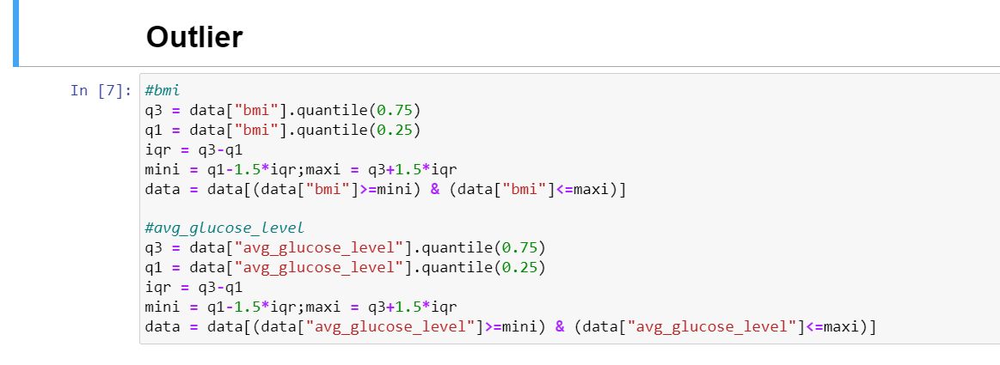 Outlier
In [7]:
#bmi
q3 = data["bmi"].quantile(0.75)
q1 = data["bmi"].quantile(0.25)
iqr = q3-q1
mini = q1-1.5*iqr;maxi = q3+1.5*iqr
data = data[(data["bmi"]>=mini) & (data["bmi"]<=maxi)]
#avg_glucose_level
q3 = data["avg_glucose_level"].quantile(0.75)
q1 = data["avg_glucose_level"].quantile(0.25)
iqr = q3-q1
mini = q1-1.5*iqr;maxi = q3+1.5*iqr
data = data[(data["avg_glucose_level"]>=mini) & (data["avg_glucose_level"]<=maxi)]